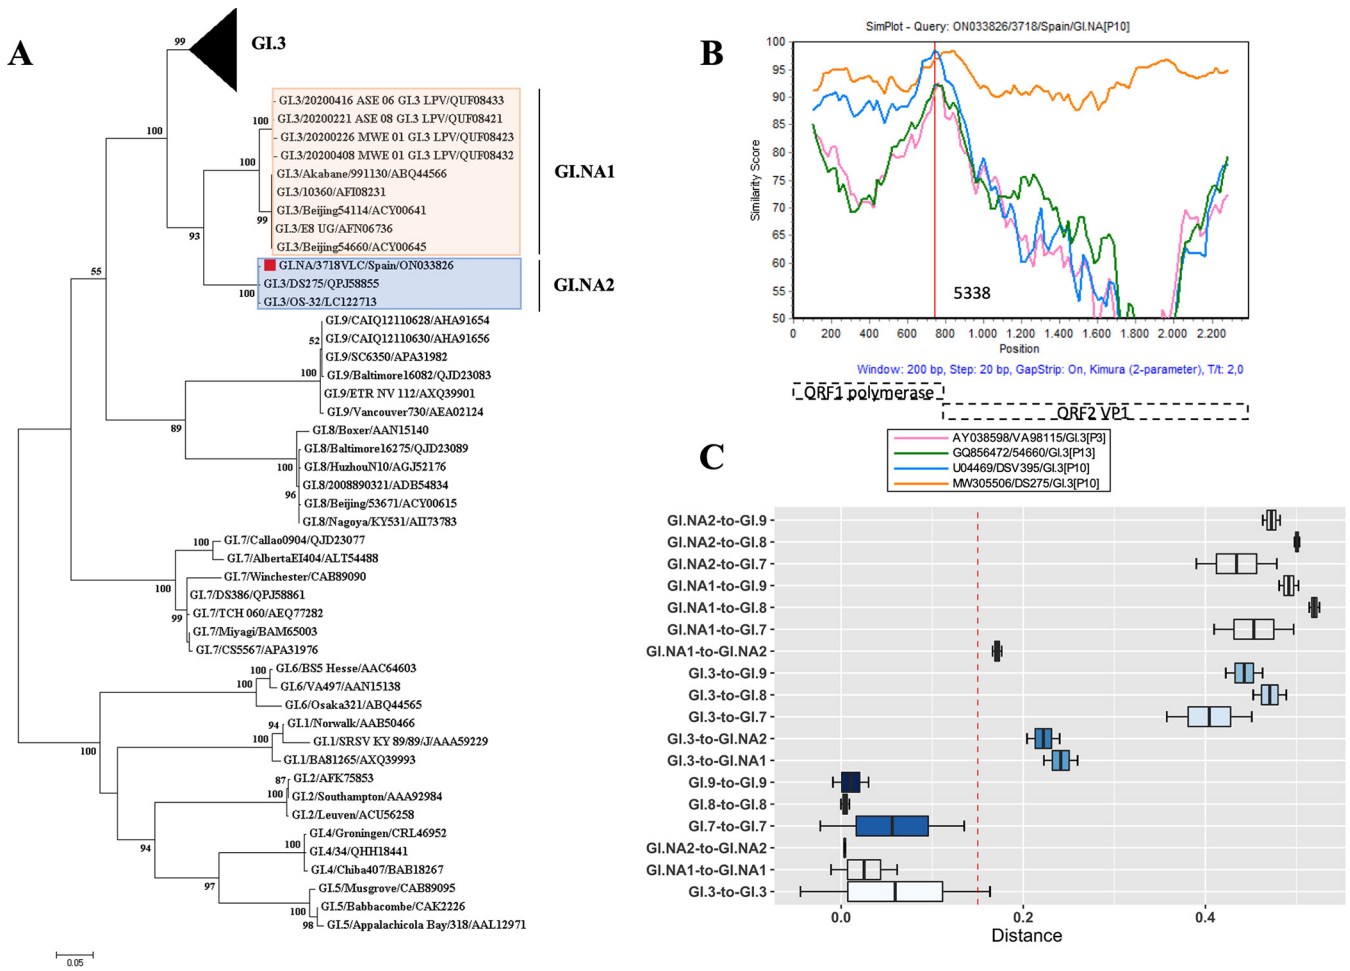 A
99
GI.3
GI.3/20200416 ASE 06 GI.3 LPV/QUF08433
GI.3/20200221 ASE 08 GI.3 LPV/QUF08421
GI.3/20200226 MWE 01 GI.3 LPV/QUF08423
GI.3/20200408 MWE 01 GI.3 LPV/QUF08432
GI.3/Akabane/991130/ABQ44566
GI.3/10360/AFI08231
GI.3/Beijing54114/ACY00641
GI.3/E8 UG/AFN06736
GI.3/Beijing54660/ACY00645
GI.NA1
GI.NA/3718VLC/Spain/ON033826
GI.3/DS275/QPJ58855
GI.3/OS-32/LC122713
GI.NA2
100
100
100
99
93
100
55
GI.9/CAIQ12110628/AHA91654
GI.9/CAIQ12110630/AHA91656
GI.9/SC6350/APA31982
GI.9/Baltimore16082/QJD23083
GI.9/ETR NV 112/AXQ39901
GI.9/Vancouver730/AEA02124
52
100
89
GI.8/Boxer/AAN15140
GI.8/Baltimore16275/QJD23089
GI.8/HuzhouN10/AGJ52176
GI.8/2008890321/ADB54834
GI.8/Beijing/53671/ACY00615
GI.8/Nagoya/KY531/AII73783
100
96
GI.7/Callao0904/QJD23077
GI.7/AlbertaEI404/ALT54488
GI.7/Winchester/CAB89090
GI.7/DS386/QPJ58861
GI.7/TCH 060/AEQ77282
GI.7/Miyagi/BAM65003
GI.7/CS5567/APA31976
100
100
99
GI.6/BS5 Hesse/AAC64603
GI.6/VA497/AAN15138
GI.6/Osaka321/ABQ44565
100
100
GI.1/Norwalk/AAB50466
GI.1/SRSV KY 89/89/J/AAA59229
GI.1/BA81265/AXQ39993
94
100
100
GI.2/AFK75853
GI.2/Southampton/AAA92984
GI.2/Leuven/ACU56258
87
100
94
GI.4/Groningen/CRL46952
GI.4/34/QHH18441
GI.4/Chiba407/BAB18267
100
97
GI.5/Musgrove/CAB89095
GI.5/Babbacombe/CAK2226
GI.5/Appalachicola Bay/318/AAL12971
100
98
0.05
B
SimPlot - Query: ON033826/3718/Spain/GI.NA[P10]
Similarity Score
100
95
90
85
80
75
70
65
60
55
50
5338
0 200 400 600 800 1.000 1.200 1.400 1.600 1.800 2.000 2.200
Position
Window: 200 bp, Step: 20 bp, GapStrip: On, Kimura (2-parameter), T/t: 2,0
ORF1 polymerase
ORF2 VP1
AY038598/VA98115/GI.3[P3]
GQ856472/54660/GI.3[P13]
U04469/DSV395/GI.3[P10]
MW305506/DS275/GI.3[P10]
C
GI.NA2-to-GI.9
GI.NA2-to-GI.8
GI.NA2-to-GI.7
GI.NA1-to-GI.9
GI.NA1-to-GI.8
GI.NA1-to-GI.7
GI.NA1-to-GI.NA2
GI.3-to-GI.9
GI.3-to-GI.8
GI.3-to-GI.7
GI.3-to-GI.NA2
GI.3-to-GI.NA1
GI.9-to-GI.9
GI.8-to-GI.8
GI.7-to-GI.7
GI.NA2-to-GI.NA2
GI.NA1-to-GI.NA1
GI.3-to-GI.3
0.0 0.2 0.4
Distance